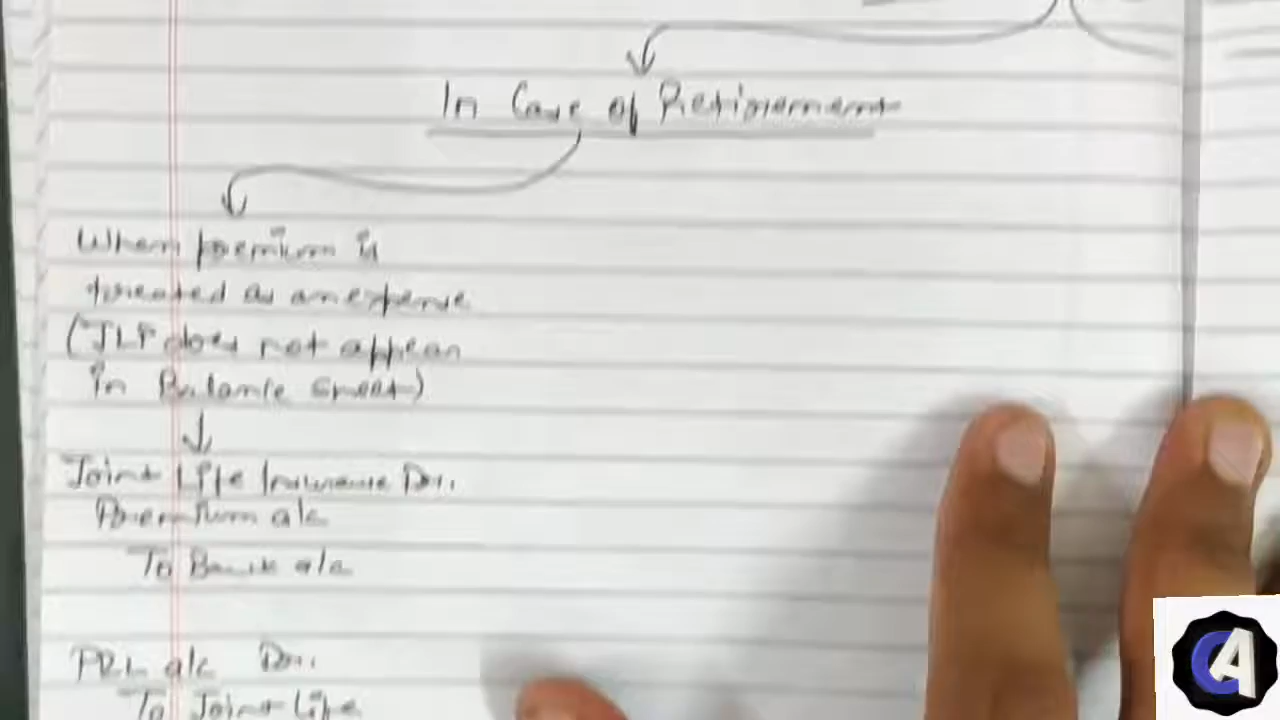 In Case of Retirement
When premium is
treated as an expense
(JLP does not appear
in Balance Sheet)
Joint Life Insurance Dr.
Premium a/c
To Bank a/c
P&L a/c Dr.
To Joint Life
CA